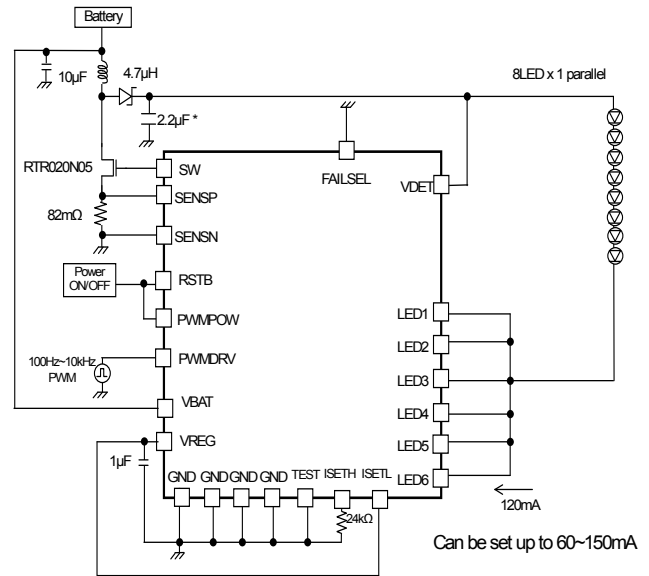 Battery
10µF
4.7µH
2.2µF *
8LED x 1 parallel
RTR020N05
SW
FAILSEL
VDET
SENSP
82mΩ
SENSN
Power
ON/OFF
RSTB
PWMPOW
LED1
LED2
100Hz~10kHz
PWM
PWMDRV
LED3
VBAT
LED4
VREG
LED5
1µF
GND GND GND GND TEST ISETH ISETL
LED6
24kΩ
120mA
Can be set up to 60~150mA